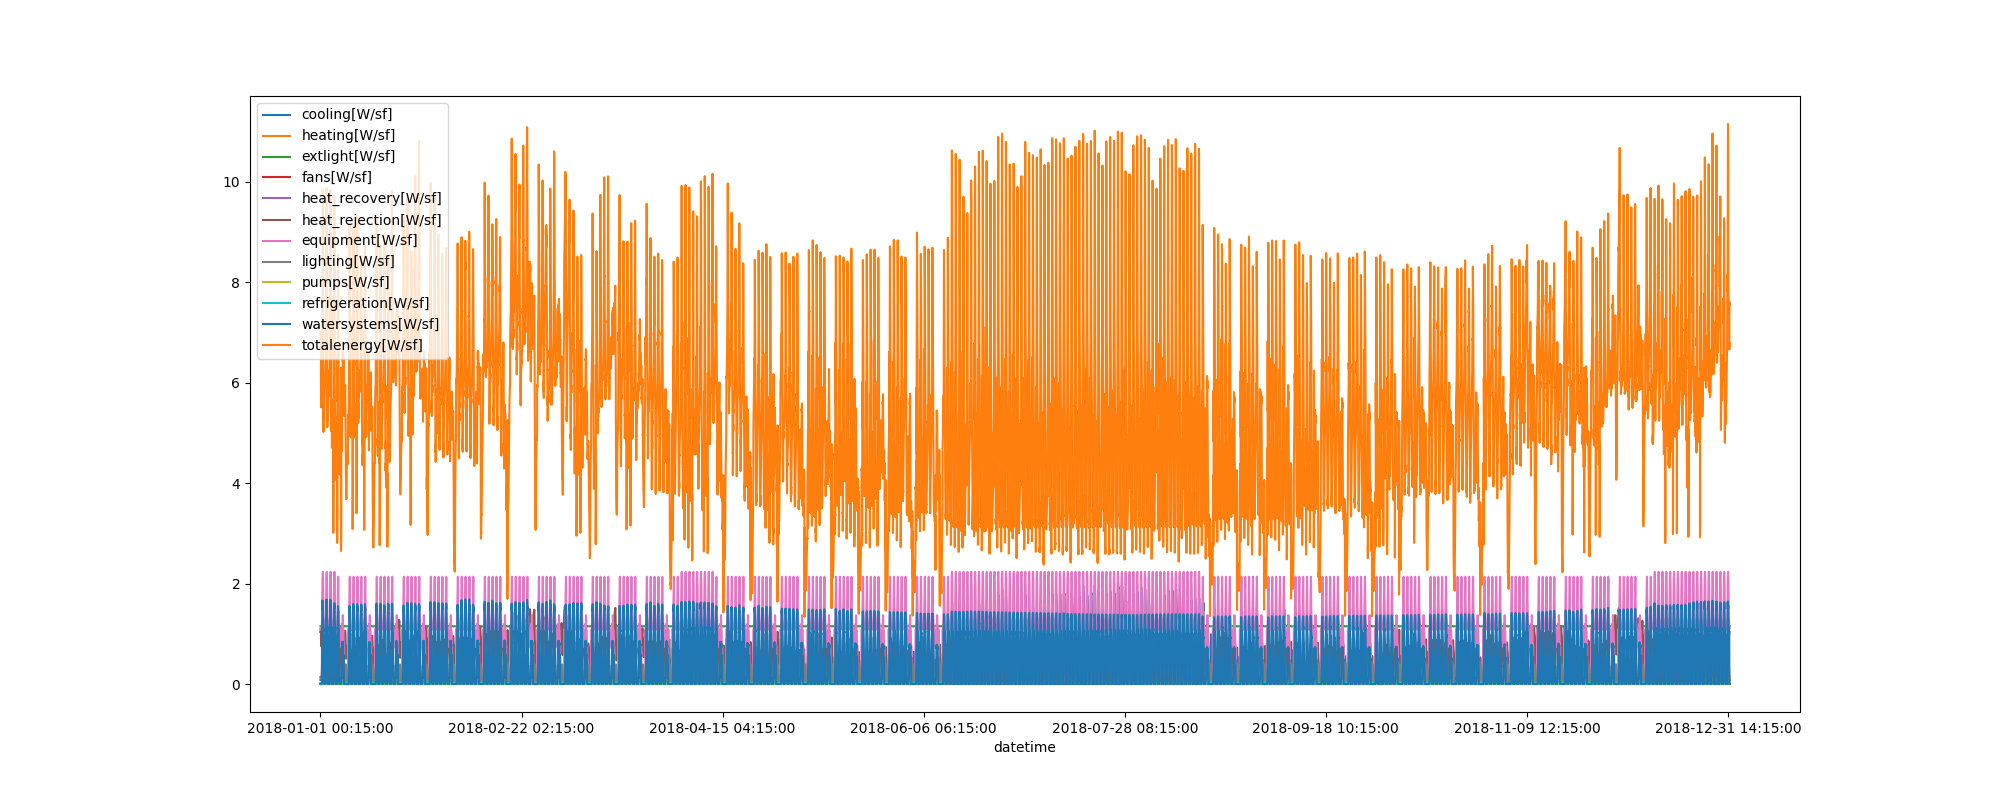 cooling[W/sf]
heating[W/sf]
extlight[W/sf]
fans[W/sf]
heat_recovery[W/sf]
heat_rejection[W/sf]
equipment[W/sf]
lighting[W/sf]
pumps[W/sf]
refrigeration[W/sf]
watersystems[W/sf]
totalenergy[W/sf]
10
8
6
4
2
0
2018-01-01 00:15:00 2018-02-22 02:15:00 2018-04-15 04:15:00 2018-06-06 06:15:00 2018-07-28 08:15:00 2018-09-18 10:15:00 2018-11-09 12:15:00 2018-12-31 14:15:00
datetime